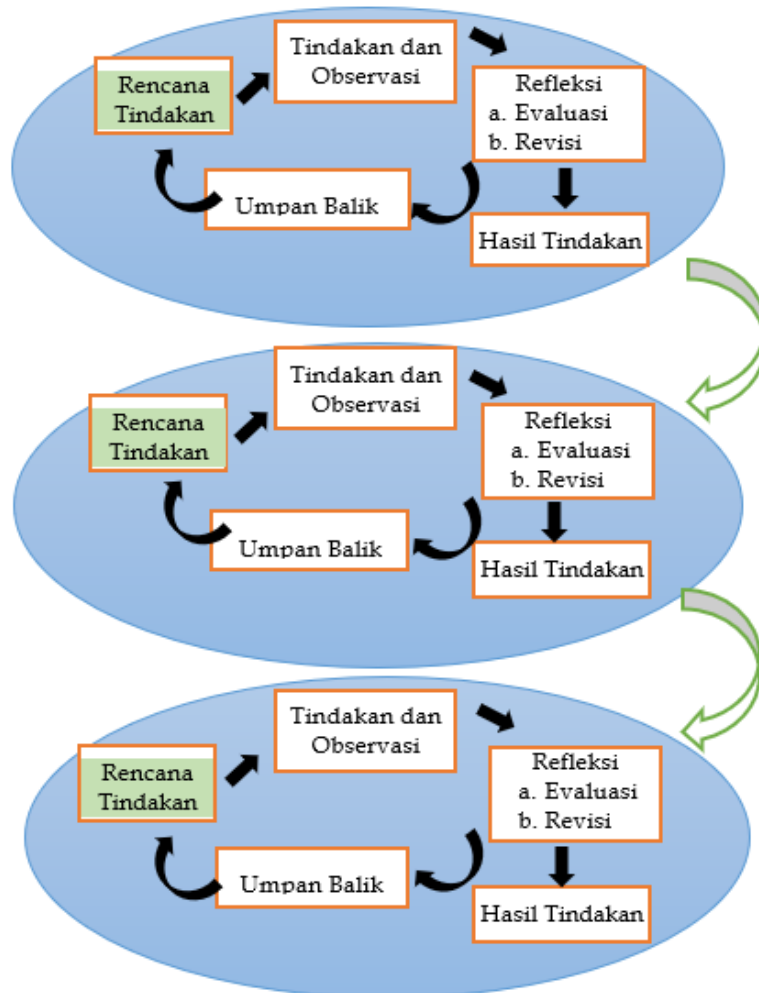 Rencana
Tindakan
Tindakan dan
Observasi
Refleksi
a. Evaluasi
b. Revisi
Umpan Balik
Hasil Tindakan
Rencana
Tindakan
Tindakan dan
Observasi
Refleksi
a. Evaluasi
b. Revisi
Umpan Balik
Hasil Tindakan
Rencana
Tindakan
Tindakan dan
Observasi
Refleksi
a. Evaluasi
b. Revisi
Umpan Balik
Hasil Tindakan